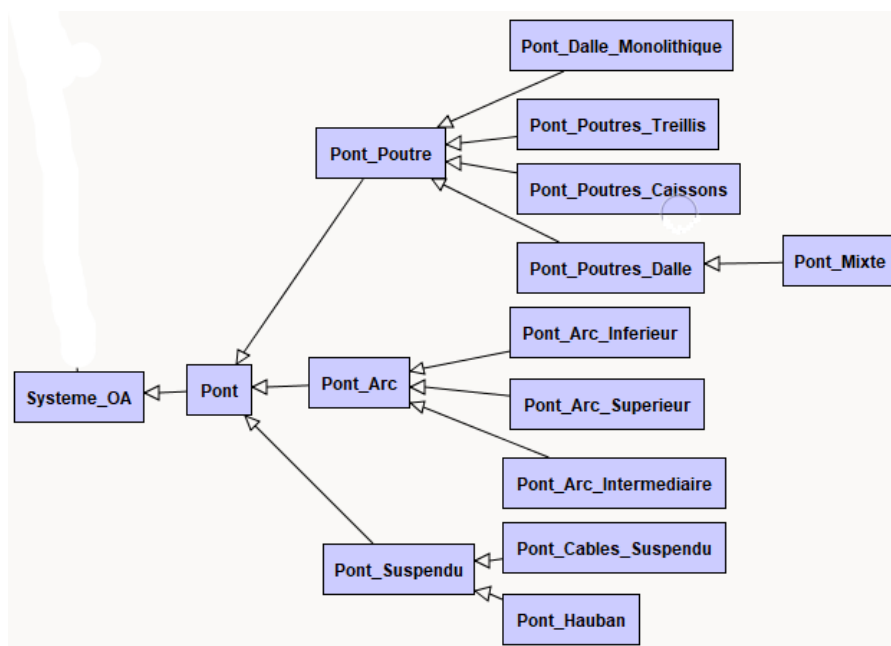 Pont_Dalle_Monolithique
Pont_Poutres_Treillis
Pont_Poutre
Pont_Poutres_Caissons
Pont_Poutres_Dalle
Pont_Mixte
Pont_Arc_Inferieur
Systeme_OA
Pont
Pont_Arc
Pont_Arc_Superieur
Pont_Arc_Intermediaire
Pont_Cables_Suspendu
Pont_Suspendu
Pont_Hauban